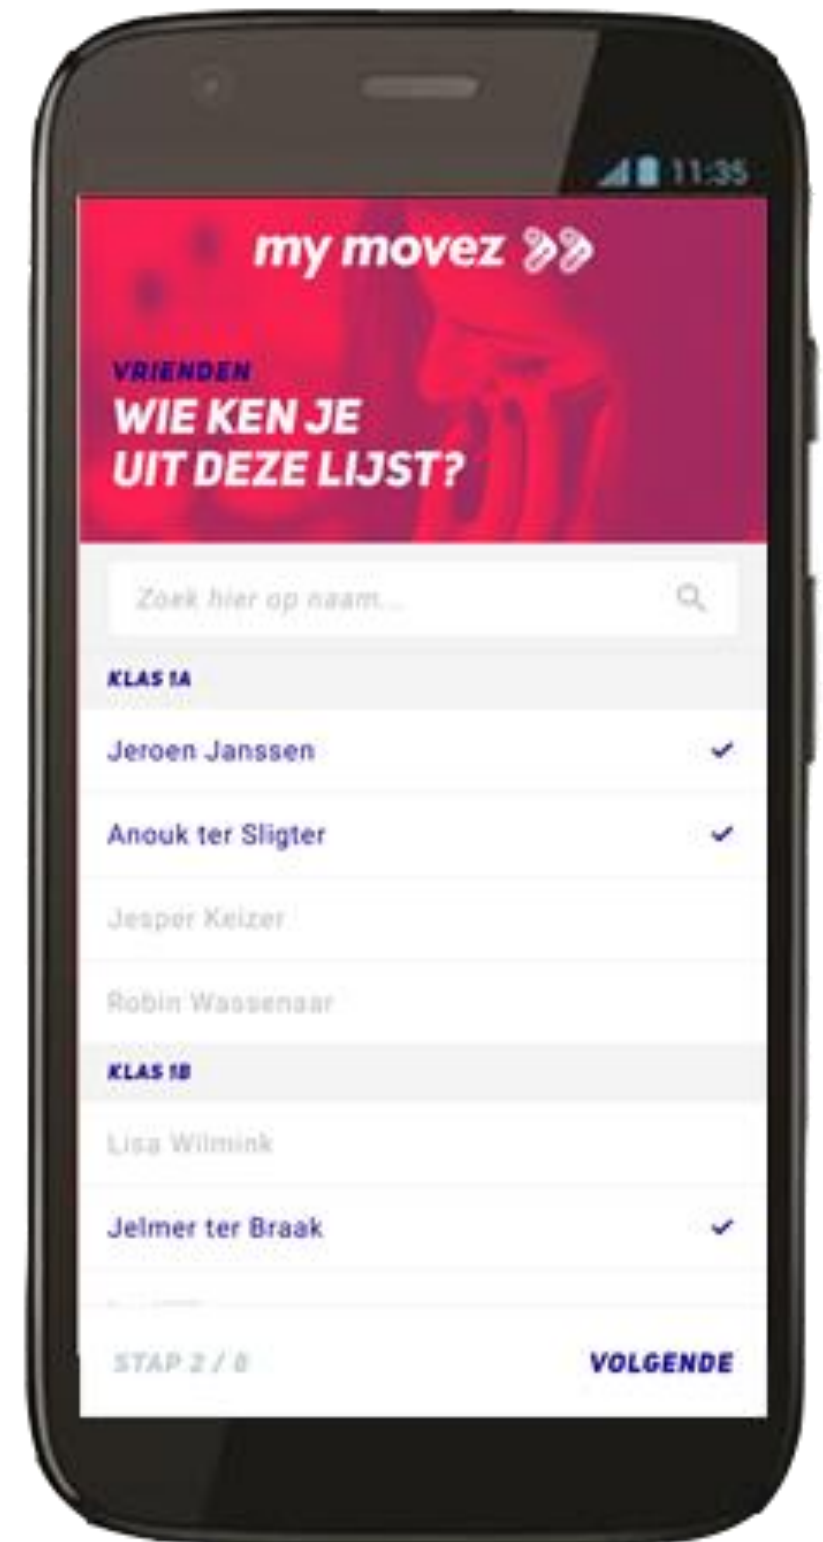 11:35
my movez
VRIENDEN
WIE KEN JE
UIT DEZE LIJST?
Zoek hier op naam...
KLAS 1A
Jeroen Janssen
Anouk ter Sligter
Jesper Keizer
Robin Wassenaar
KLAS 1B
Lisa Wilmink
Jelmer ter Braak
STAP 2 / 8
VOLGENDE